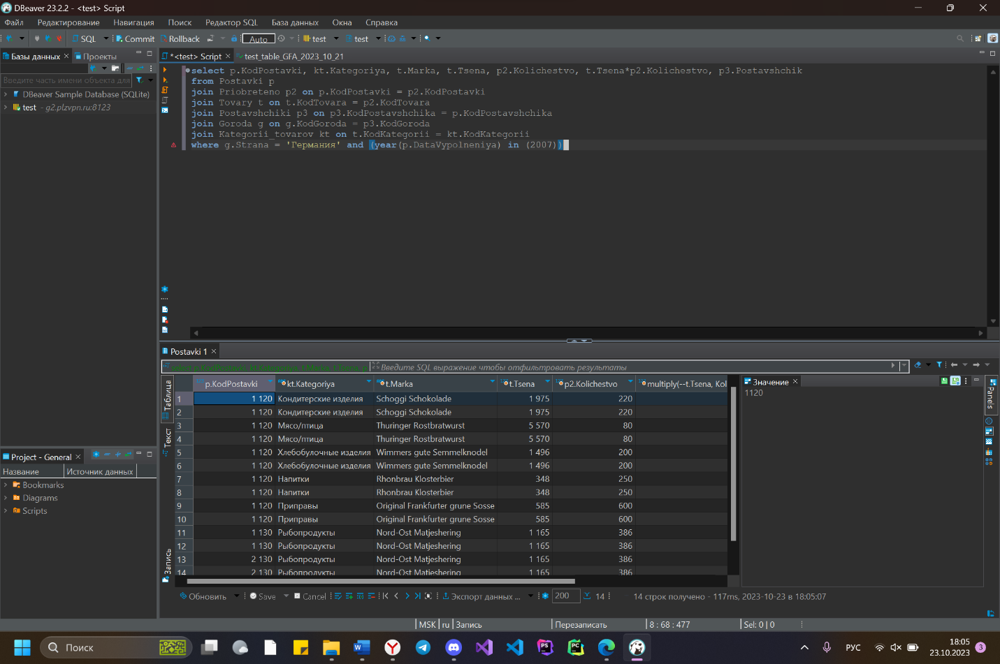 DBeaver 23.2.2 - <test> Script
Файл Редактирование Навигация Поиск Редактор SQL База данных Окна Справка
SQL Commit Rollback Auto test test
Базы данных Проекты
*<test> Script test_table_GFA_2023_10_21
Введите часть имени объекта для
DBeaver Sample Database (SQLite)
test - g2.plzvpn.ru:8123
select p.KodPostavki, kt.Kategoriya, t.Marka, t.Tsena, p2.Kolichestvo, t.Tsena*p2.Kolichestvo, p3.Postavshchik
from Postavki p
join Priobreteno p2 on p.KodPostavki = p2.KodPostavki
join Tovary t on t.KodTovara = p2.KodTovara
join Postavshchiki p3 on p3.KodPostavshchika = p.KodPostavshchika
join Goroda g on g.KodGoroda = p3.KodGoroda
join Kategorii_tovarov kt on t.KodKategorii = kt.KodKategorii
where g.Strana = 'Германия' and (year(p.DataVypolneniya) in (2007))
Postavki 1
Введите SQL выражение чтобы отфильтровать результаты
Таблица
Текст
Запись
p.KodPostavki kt.Kategoriya t.Marka t.Tsena p2.Kolichestvo multiply(--t.Tsena, Kol
1 1 120 Кондитерские изделия Schoggi Schokolade 1 975 220
2 1 120 Кондитерские изделия Schoggi Schokolade 1 975 220
3 1 120 Мясо/птица Thuringer Rostbratwurst 5 570 80
4 1 120 Мясо/птица Thuringer Rostbratwurst 5 570 80
5 1 120 Хлебобулочные изделия Wimmers gute Semmelknodel 1 496 200
6 1 120 Хлебобулочные изделия Wimmers gute Semmelknodel 1 496 200
7 1 120 Напитки Rhonbrau Klosterbier 348 250
8 1 120 Напитки Rhonbrau Klosterbier 348 250
9 1 120 Приправы Original Frankfurter grune Sosse 585 600
10 1 120 Приправы Original Frankfurter grune Sosse 585 600
11 1 130 Рыбопродукты Nord-Ost Matjeshering 1 165 386
12 1 130 Рыбопродукты Nord-Ost Matjeshering 1 165 386
13 2 130 Рыбопродукты Nord-Ost Matjeshering 1 165 386
14 2 130 Рыбопродукты Nord-Ost Matjeshering 1 165 386
Значение
1120
Panels
Project - General
Название Источник данных
Bookmarks
Diagrams
Scripts
Обновить Save Cancel Экспорт данных ... 200 14 14 строк получено - 117ms, 2023-10-23 в 18:05:07
MSK ru Запись Перезаписать 8 : 68 : 477 Sel: 0 | 0
Поиск
РУС
18:05
23.10.2023
3